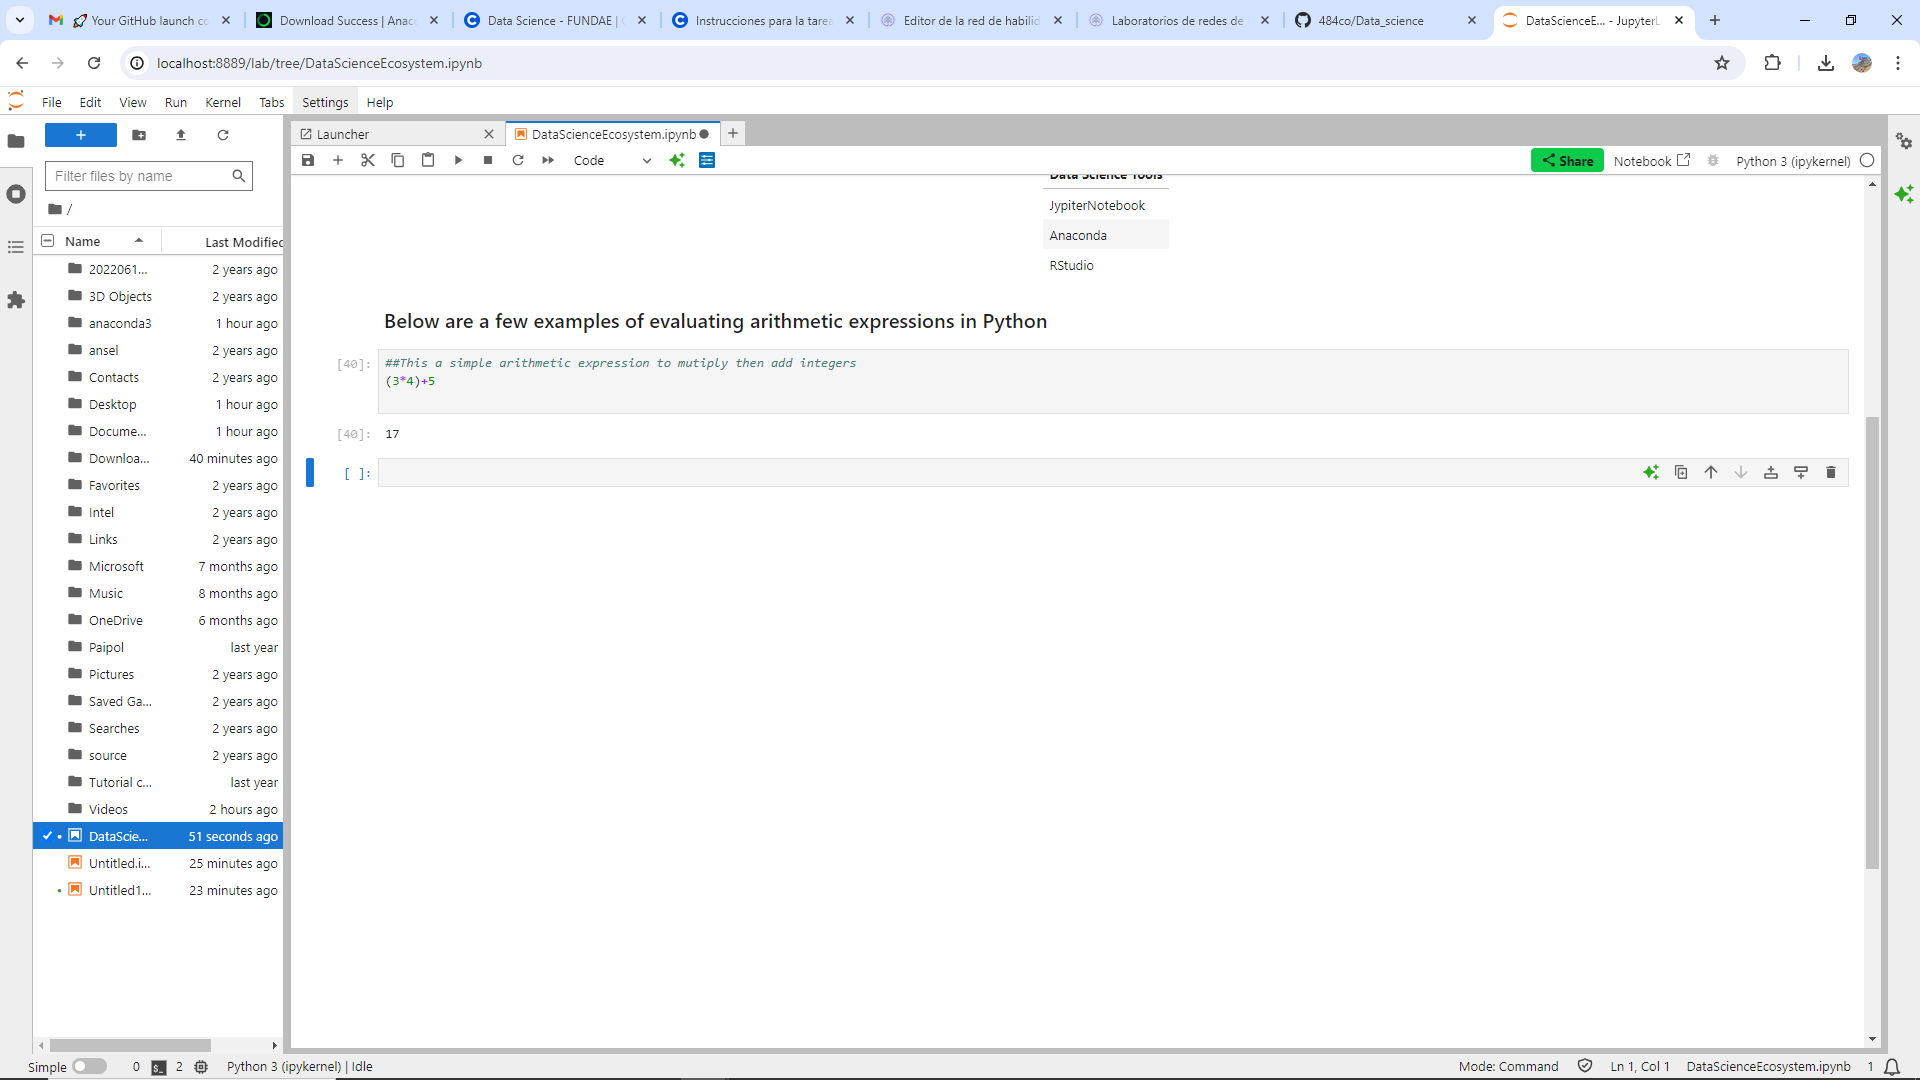 Your GitHub launch co
Download Success | Anac
Data Science - FUNDAE |
Instrucciones para la tarea
Editor de la red de habilid
Laboratorios de redes de
484co/Data_science
DataScienceE... - JupyterL
localhost:8889/lab/tree/DataScienceEcosystem.ipynb
File Edit View Run Kernel Tabs Settings Help
Launcher
DataScienceEcosystem.ipynb
Code
Share
Notebook
Python 3 (ipykernel)
Filter files by name
/
Name Last Modified
2022061... 2 years ago
3D Objects 2 years ago
anaconda3 1 hour ago
ansel 2 years ago
Contacts 2 years ago
Desktop 1 hour ago
Docume... 1 hour ago
Downloa... 40 minutes ago
Favorites 2 years ago
Intel 2 years ago
Links 2 years ago
Microsoft 7 months ago
Music 8 months ago
OneDrive 6 months ago
Paipol last year
Pictures 2 years ago
Saved Ga... 2 years ago
Searches 2 years ago
source 2 years ago
Tutorial c... last year
Videos 2 hours ago
DataScie... 51 seconds ago
Untitled.i... 25 minutes ago
Untitled1... 23 minutes ago
Data Science Tools
JypiterNotebook
Anaconda
RStudio
Below are a few examples of evaluating arithmetic expressions in Python
[40]: ##This a simple arithmetic expression to mutiply then add integers
(3*4)+5
[40]: 17
[ ]:
Simple 0 2 Python 3 (ipykernel) | Idle
Mode: Command Ln 1, Col 1 DataScienceEcosystem.ipynb 1